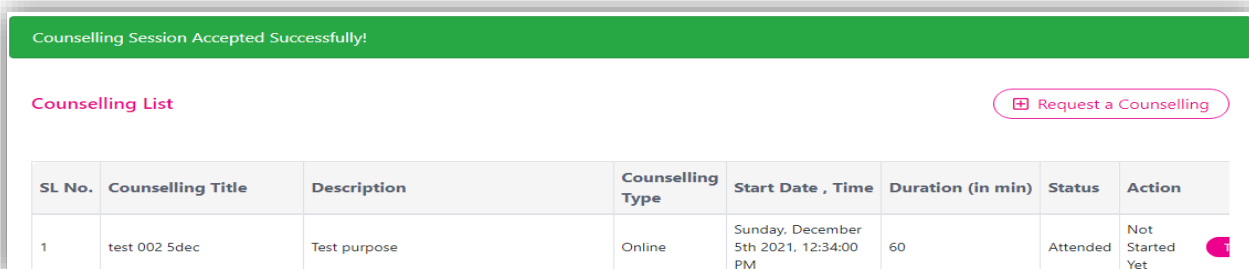 Counselling Session Accepted Successfully!
Counselling List
Request a Counselling
SL No. Counselling Title Description Counselling Type Start Date , Time Duration (in min) Status Action
1 test 002 5dec Test purpose Online Sunday, December 5th 2021, 12:34:00 PM 60 Attended Not Started Yet